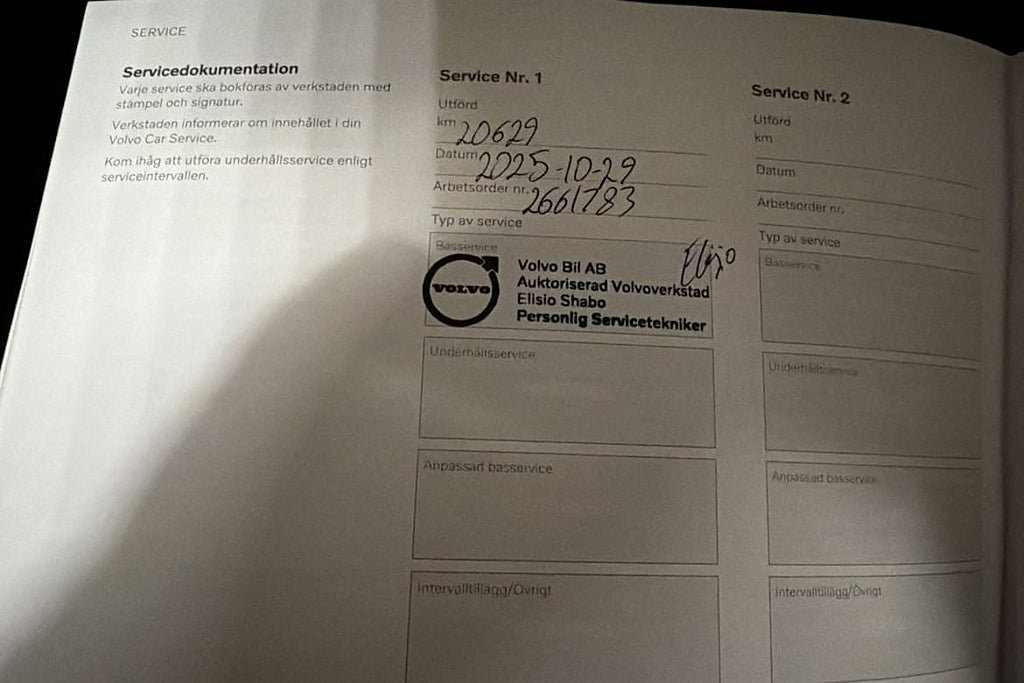 SERVICE
Servicedokumentation
Varje service ska bokföras av verkstaden med
stämpel och signatur.
Verkstaden informerar om innehållet i din
Volvo Car Service.
Kom ihåg att utföra underhållsservice enligt
serviceintervallen.
Service Nr. 1
Utförd
km 20629
Datum 2025-10-29
Arbetsorder nr. 2661783
Typ av service
Basservice
VOLVO
Volvo Bil AB
Auktoriserad Volvoverkstad
Elisio Shabo
Personlig Servicetekniker
Underhållsservice
Anpassad basservice
Intervalltillägg/Övrigt
Service Nr. 2
Utförd
km
Datum
Arbetsorder nr.
Typ av service
Basservice
Underhållsservice
Anpassad basservice
Intervalltillägg/Övrigt